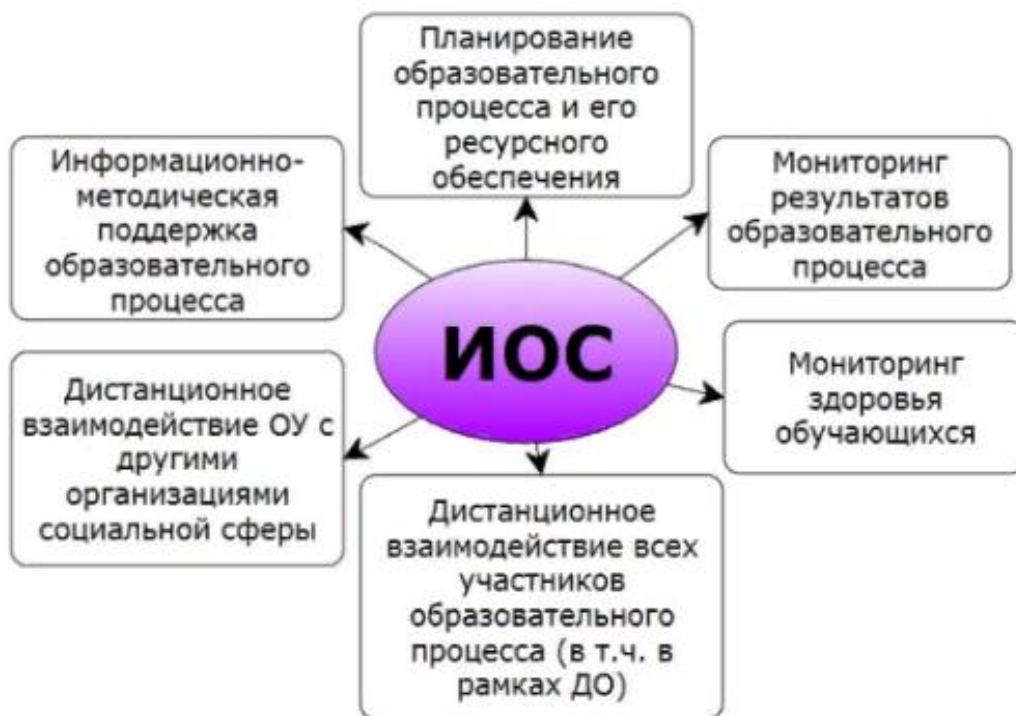 Планирование
образовательного
процесса и его
ресурсного
обеспечения
Информационно-
методическая
поддержка
образовательного
процесса
Мониторинг
результатов
образовательного
процесса
ИОС
Дистанционное
взаимодействие ОУ с
другими
организациями
социальной сферы
Мониторинг
здоровья
обучающихся
Дистанционное
взаимодействие всех
участников
образовательного
процесса (в т.ч. в
рамках ДО)